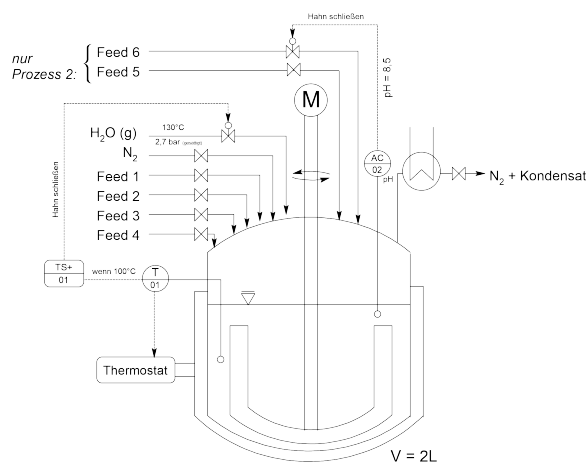 Hahn schließen
nur
Prozess 2:
Feed 6
Feed 5
pH = 8,5
M
H₂O (g)
130°C
2,7 bar (gesättigt)
N₂
Feed 1
Feed 2
Feed 3
Feed 4
Hahn schließen
AC
02
pH
N₂ + Kondensat
TS+
01
wenn 100°C
T
01
Thermostat
V = 2L